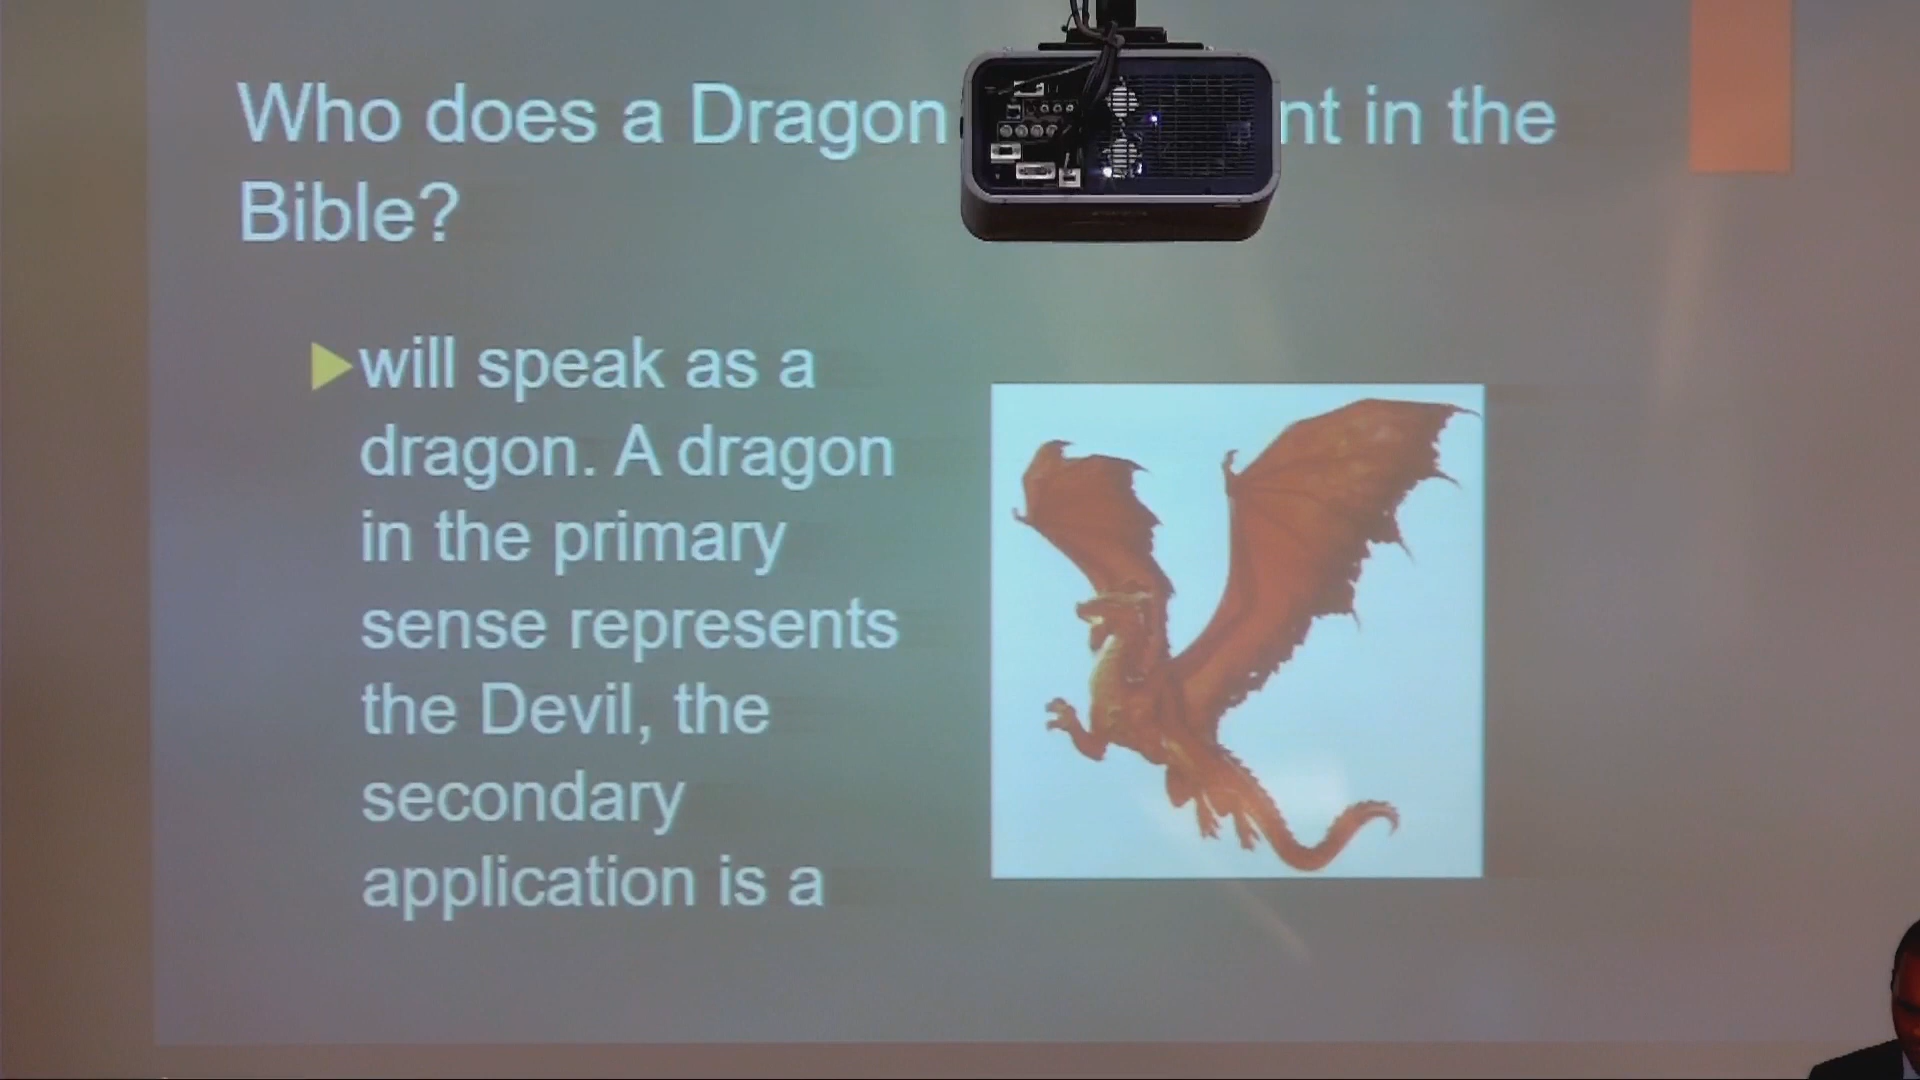 Who does a Dragon nt in the
Bible?
will speak as a
dragon. A dragon
in the primary
sense represents
the Devil, the
secondary
application is a